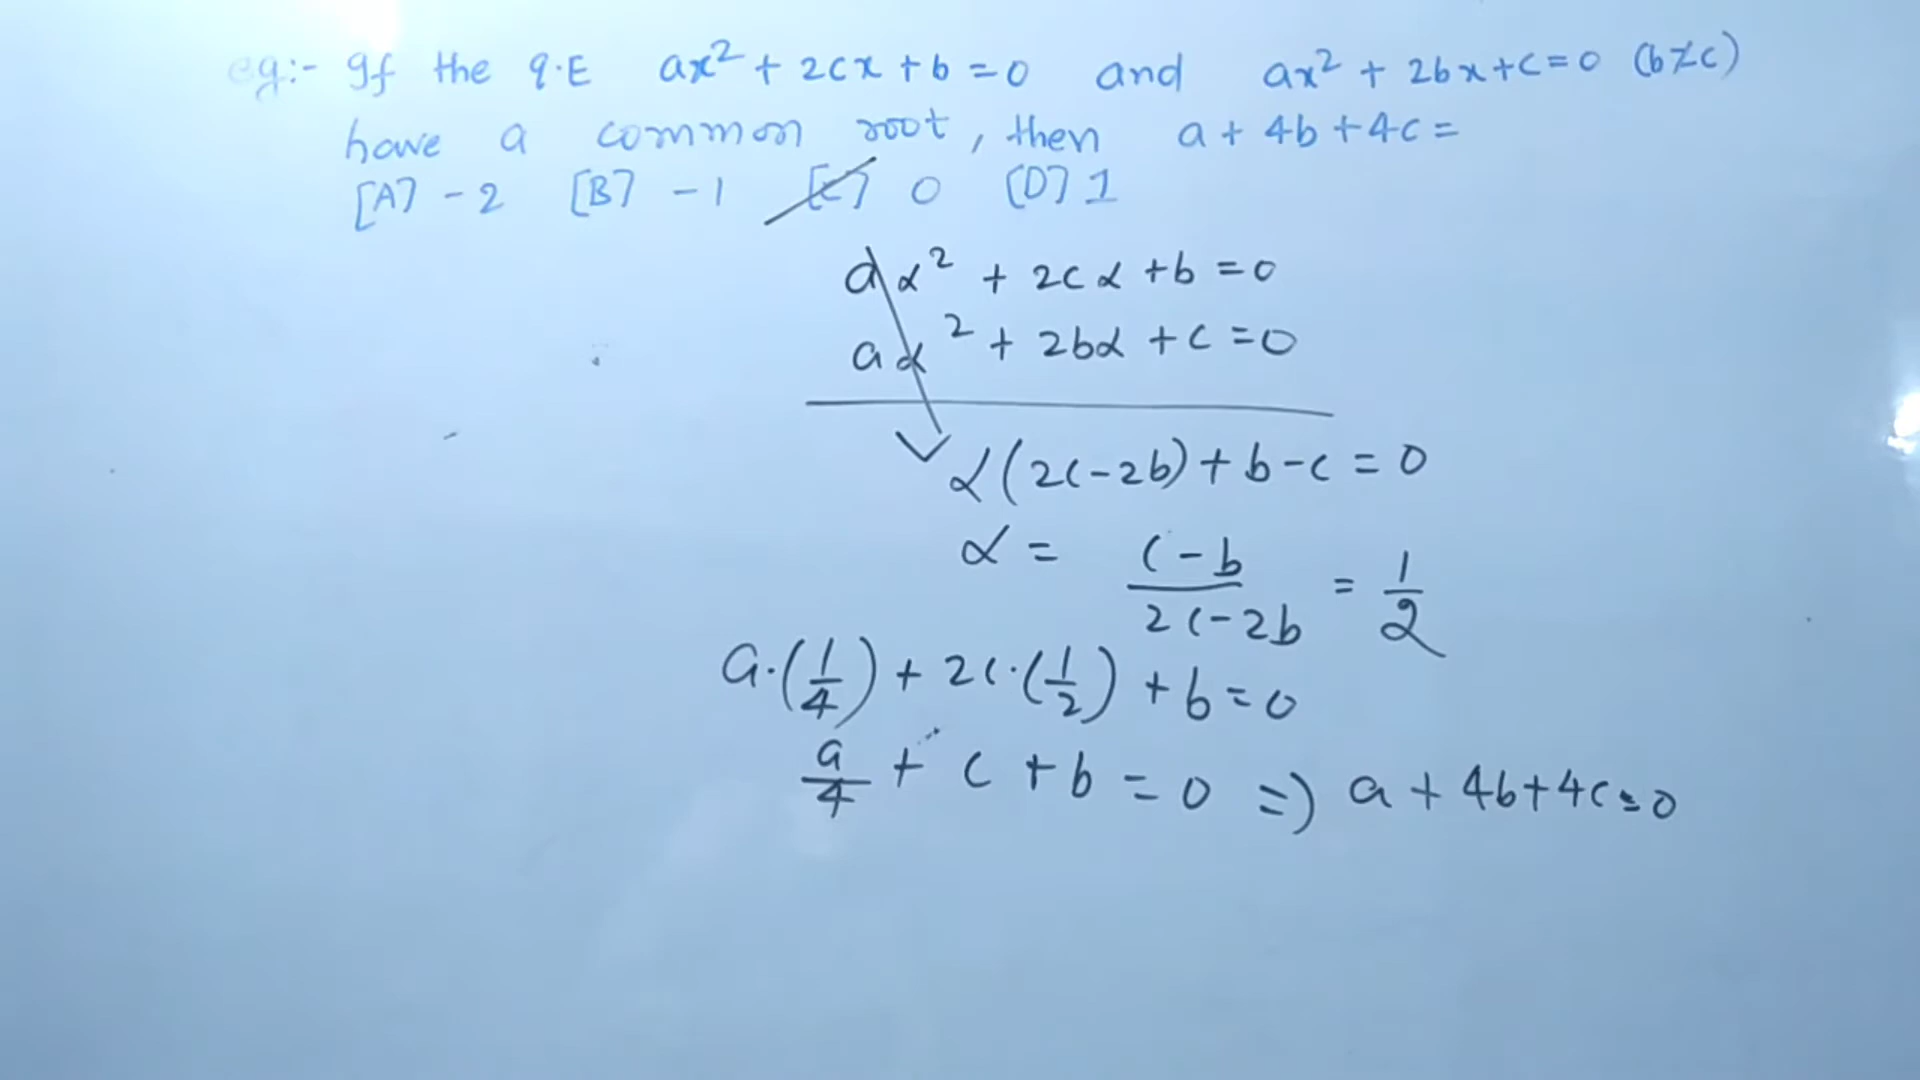 eg:- If the q.E ax² + 2cx + b = 0 and ax² + 2bx + c = 0 (b≠c)
have a common root, then a + 4b + 4c =
[A] -2 [B] -1 [C] 0 [D] 1
aα² + 2cα + b = 0
aα² + 2bα + c = 0
α(2c-2b) + b-c = 0
α = (c-b)/(2c-2b) = 1/2
a.(1/4) + 2c.(1/2) + b = 0
a/4 + c + b = 0 => a + 4b + 4c = 0